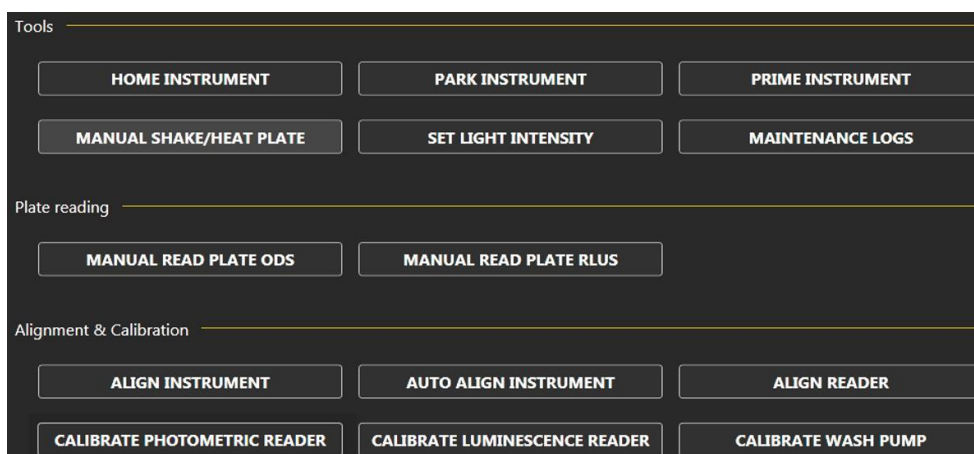 Tools
HOME INSTRUMENT PARK INSTRUMENT PRIME INSTRUMENT
MANUAL SHAKE/HEAT PLATE SET LIGHT INTENSITY MAINTENANCE LOGS
Plate reading
MANUAL READ PLATE ODS MANUAL READ PLATE RLUS
Alignment & Calibration
ALIGN INSTRUMENT AUTO ALIGN INSTRUMENT ALIGN READER
CALIBRATE PHOTOMETRIC READER CALIBRATE LUMINESCENCE READER CALIBRATE WASH PUMP